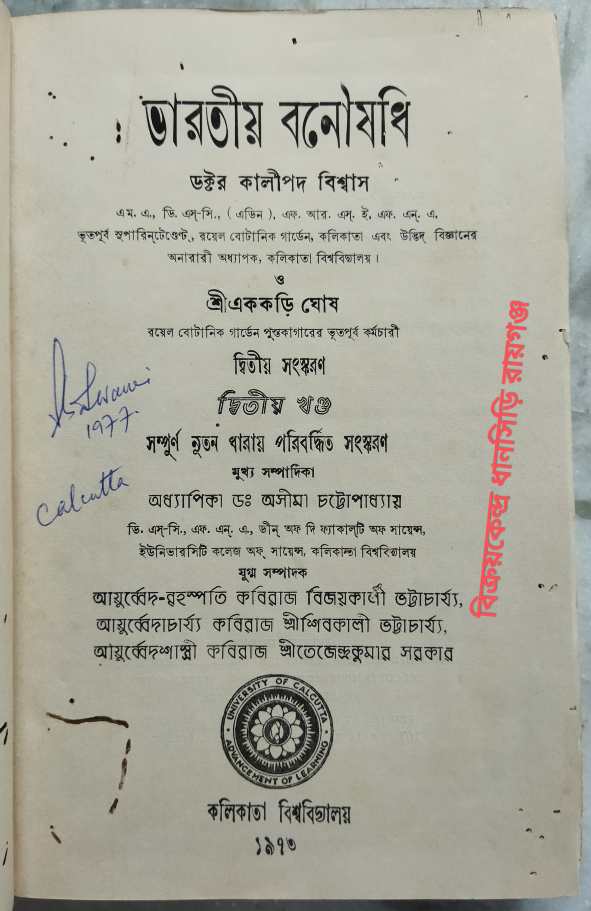 ভারতীয় বনৌষধি
ডক্টর কালীপদ বিশ্বাস
এম. এ., ডি. এস্-সি., ( এডিন ), এফ. আর. এস্. ই, এফ. এন্. এ,
ভূতপূর্ব সুপারিন্‌টেণ্ডেণ্ট্, রয়েল বোটানিক গার্ডেন, কলিকাতা এবং উদ্ভিদ্ বিজ্ঞানের
অনারারী অধ্যাপক, কলিকাতা বিশ্ববিদ্যালয় ।
ও
শ্রীএককড়ি ঘোষ
রয়েল বোটানিক গার্ডেন পুস্তকাগারের ভূতপূর্ব কর্মচারী
দ্বিতীয় সংস্করণ
দ্বিতীয় খণ্ড
সম্পূর্ণ নূতন ধারায় পরিবর্দ্ধিত সংস্করণ
মুখ্য সম্পাদিকা
অধ্যাপিকা ডঃ অসীমা চট্টোপাধ্যায়
ডি. এস্-সি., এফ. এন্. এ, ডীন্ অফ দি ফ্যাকাল্‌টি অফ সায়েন্স,
ইউনিভারসিটি কলেজ অফ্ সায়েন্স, কলিকাতা বিশ্ববিদ্যালয়
যুগ্ম সম্পাদক
আয়ুর্ব্বেদ-বৃহস্পতি কবিরাজ বিজয়কালী ভট্টাচার্য্য,
আয়ুর্ব্বেদাচার্য্য কবিরাজ শ্রীশিবকালী ভট্টাচার্য্য,
আয়ুর্ব্বেদশাস্ত্রী কবিরাজ শ্রীতেজেন্দ্রকুমার সরকার
UNIVERSITY OF CALCUTTA
ADVANCEMENT OF LEARNING
কলিকাতা বিশ্ববিদ্যালয়
১৯৭৩
1977
Calcutta
বিক্রয়কেন্দ্র ধানসিড়ি রায়গঞ্জ